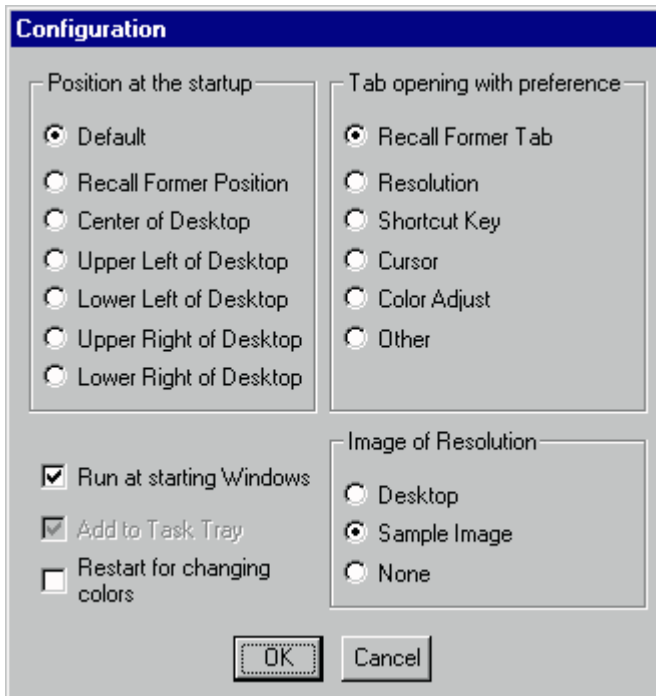 Configuration
Position at the startup
Default
Recall Former Position
Center of Desktop
Upper Left of Desktop
Lower Left of Desktop
Upper Right of Desktop
Lower Right of Desktop
Tab opening with preference
Recall Former Tab
Resolution
Shortcut Key
Cursor
Color Adjust
Other
Run at starting Windows
Add to Task Tray
Restart for changing
colors
Image of Resolution
Desktop
Sample Image
None
OK
Cancel